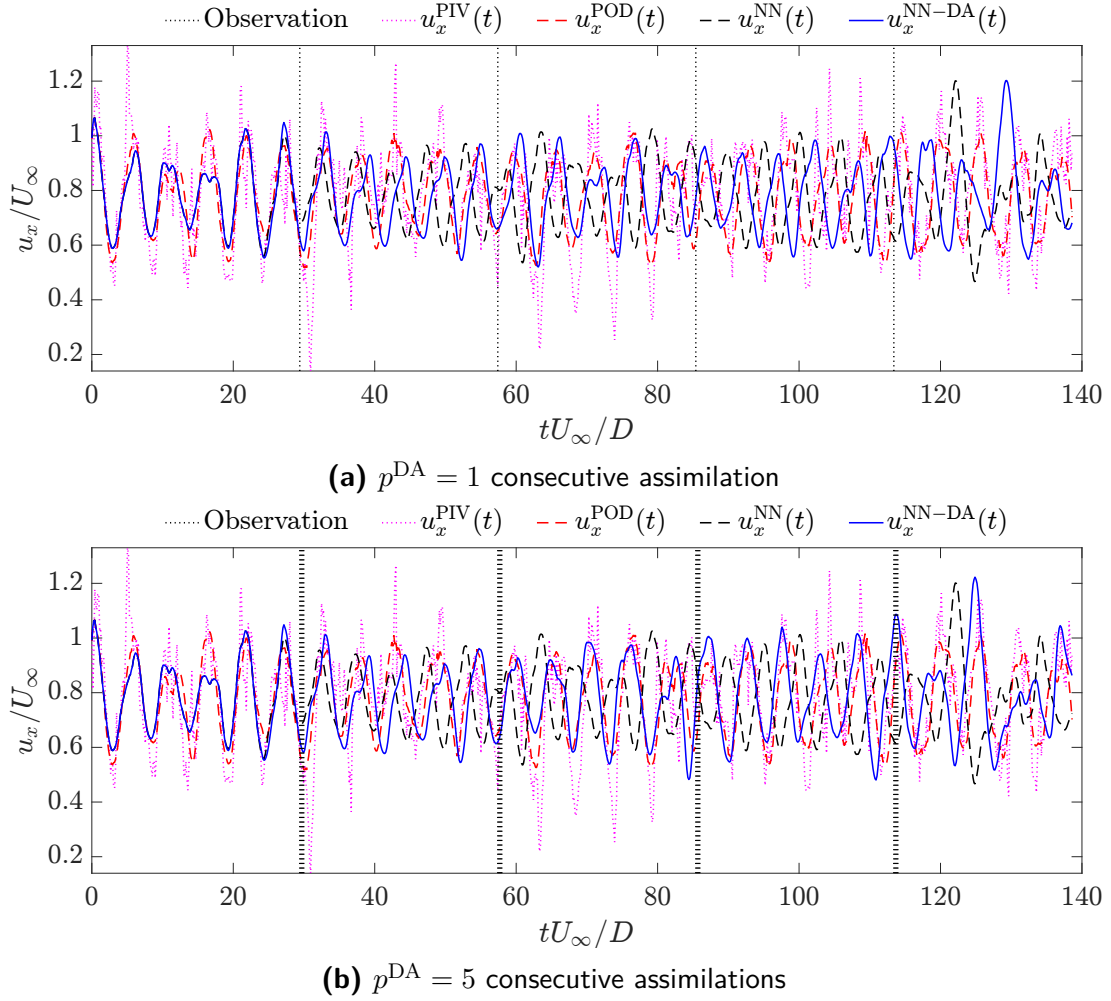 Observation u_x^PIV(t) u_x^POD(t) u_x^NN(t) u_x^NN−DA(t)
1.2
1
0.8
0.6
0.4
0.2
u_x/U_∞
0 20 40 60 80 100 120 140
tU_∞/D
(a) p^DA = 1 consecutive assimilation
Observation u_x^PIV(t) u_x^POD(t) u_x^NN(t) u_x^NN−DA(t)
1.2
1
0.8
0.6
0.4
0.2
u_x/U_∞
0 20 40 60 80 100 120 140
tU_∞/D
(b) p^DA = 5 consecutive assimilations